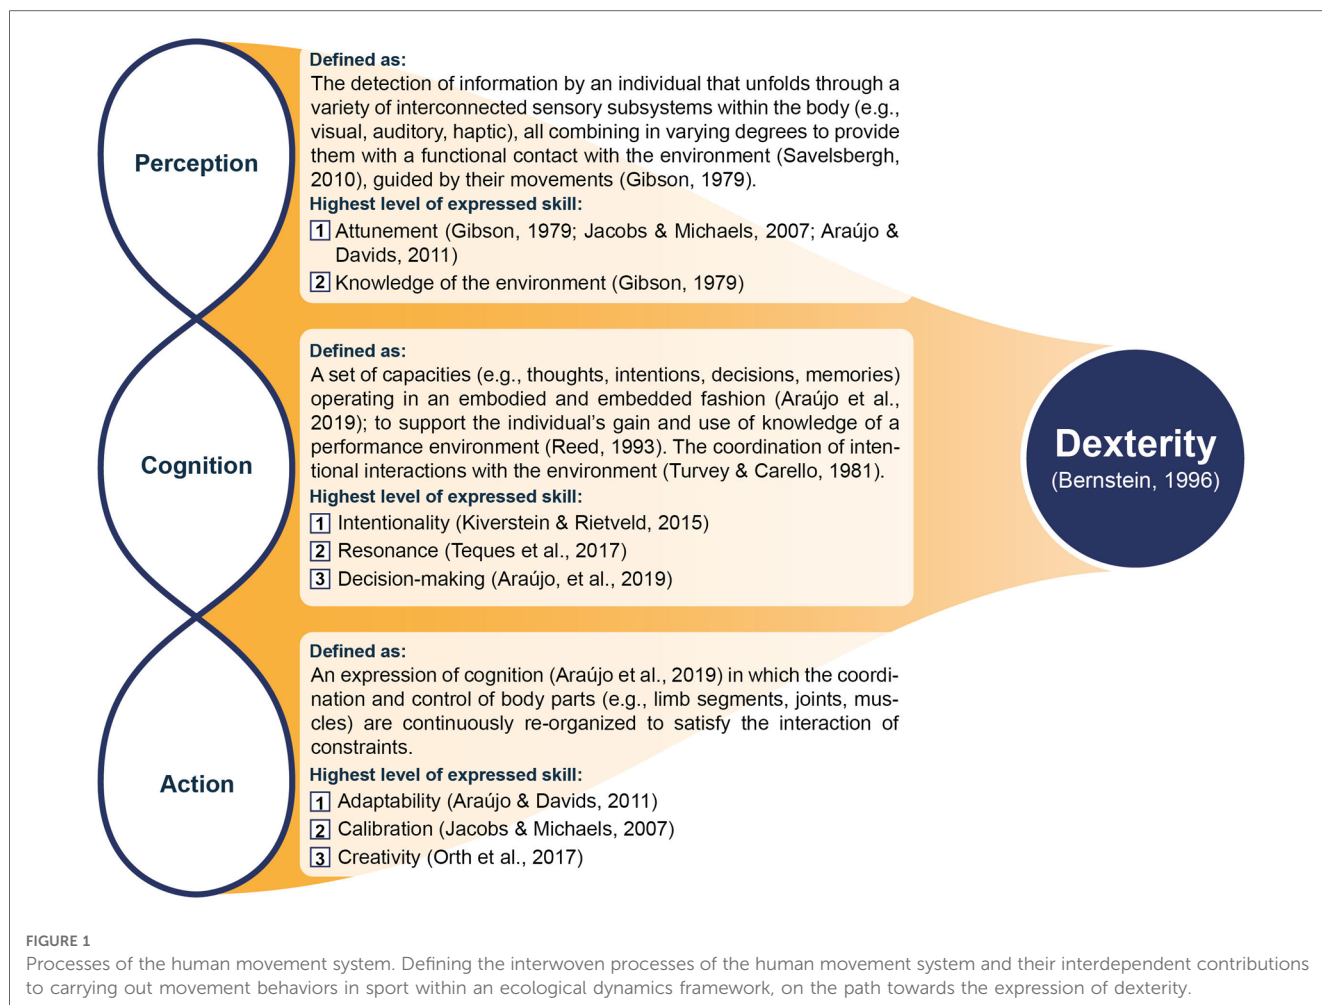 Perception
Defined as:
The detection of information by an individual that unfolds through a
variety of interconnected sensory subsystems within the body (e.g.,
visual, auditory, haptic), all combining in varying degrees to provide
them with a functional contact with the environment (Savelsbergh,
2010), guided by their movements (Gibson, 1979).
Highest level of expressed skill:
1 Attunement (Gibson, 1979; Jacobs & Michaels, 2007; Araújo &
Davids, 2011)
2 Knowledge of the environment (Gibson, 1979)
Cognition
Defined as:
A set of capacities (e.g., thoughts, intentions, decisions, memories)
operating in an embodied and embedded fashion (Araújo et al.,
2019); to support the individual's gain and use of knowledge of a
performance environment (Reed, 1993). The coordination of inten-
tional interactions with the environment (Turvey & Carello, 1981).
Highest level of expressed skill:
1 Intentionality (Kiverstein & Rietveld, 2015)
2 Resonance (Teques et al., 2017)
3 Decision-making (Araújo, et al., 2019)
Action
Defined as:
An expression of cognition (Araújo et al., 2019) in which the coordi-
nation and control of body parts (e.g., limb segments, joints, mus-
cles) are continuously re-organized to satisfy the interaction of
constraints.
Highest level of expressed skill:
1 Adaptability (Araújo & Davids, 2011)
2 Calibration (Jacobs & Michaels, 2007)
3 Creativity (Orth et al., 2017)
Dexterity
(Bernstein, 1996)
FIGURE 1
Processes of the human movement system. Defining the interwoven processes of the human movement system and their interdependent contributions
to carrying out movement behaviors in sport within an ecological dynamics framework, on the path towards the expression of dexterity.